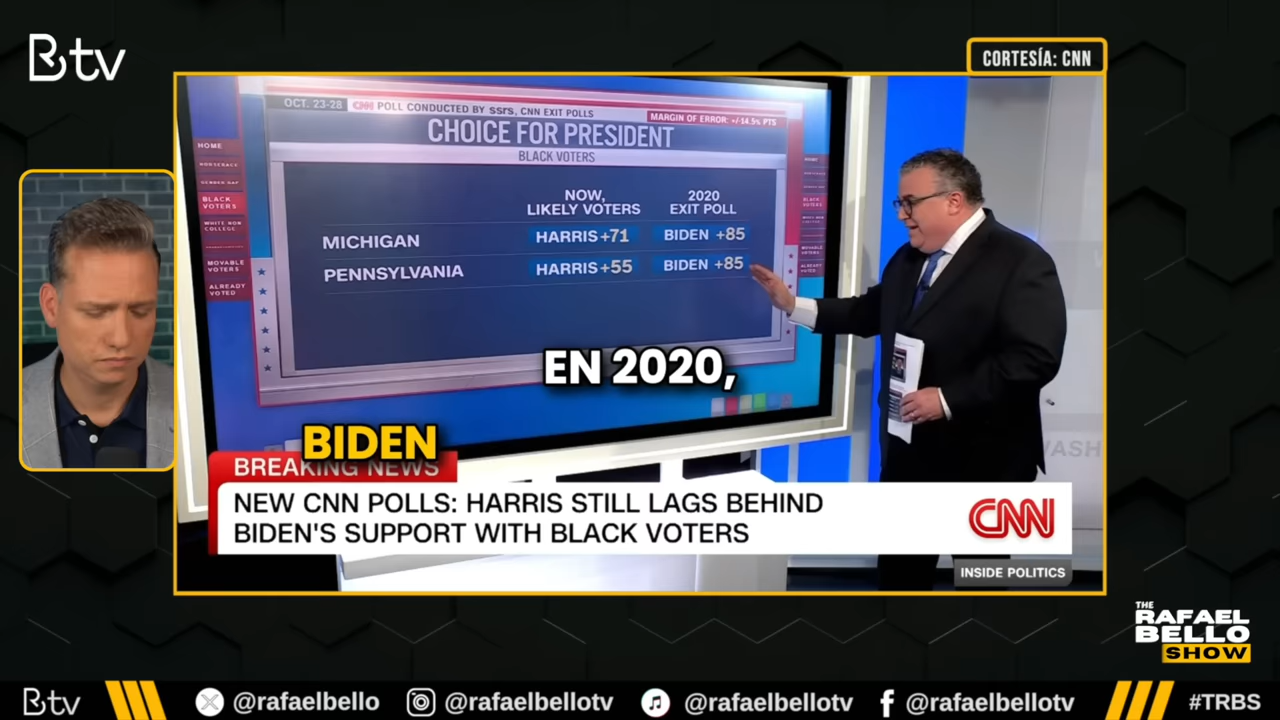 Btv
CORTESÍA: CNN
OCT. 23-28 CNN POLL CONDUCTED BY SSRS, CNN EXIT POLLS
MARGIN OF ERROR: +/-14.5% PTS
CHOICE FOR PRESIDENT
BLACK VOTERS
HOME
BLACK
VOTERS
MOVABLE
VOTERS
ALREADY
VOTED
NOW,
LIKELY VOTERS
2020
EXIT POLL
MICHIGAN HARRIS+71 BIDEN +85
PENNSYLVANIA HARRIS+55 BIDEN +85
EN 2020,
BIDEN
BREAKING NEWS
NEW CNN POLLS: HARRIS STILL LAGS BEHIND
BIDEN'S SUPPORT WITH BLACK VOTERS
CNN
INSIDE POLITICS
WASH
THE
RAFAEL
BELLO
SHOW
Btv @rafaelbello @rafaelbellotv @rafaelbellotv @rafaelbellotv #TRBS